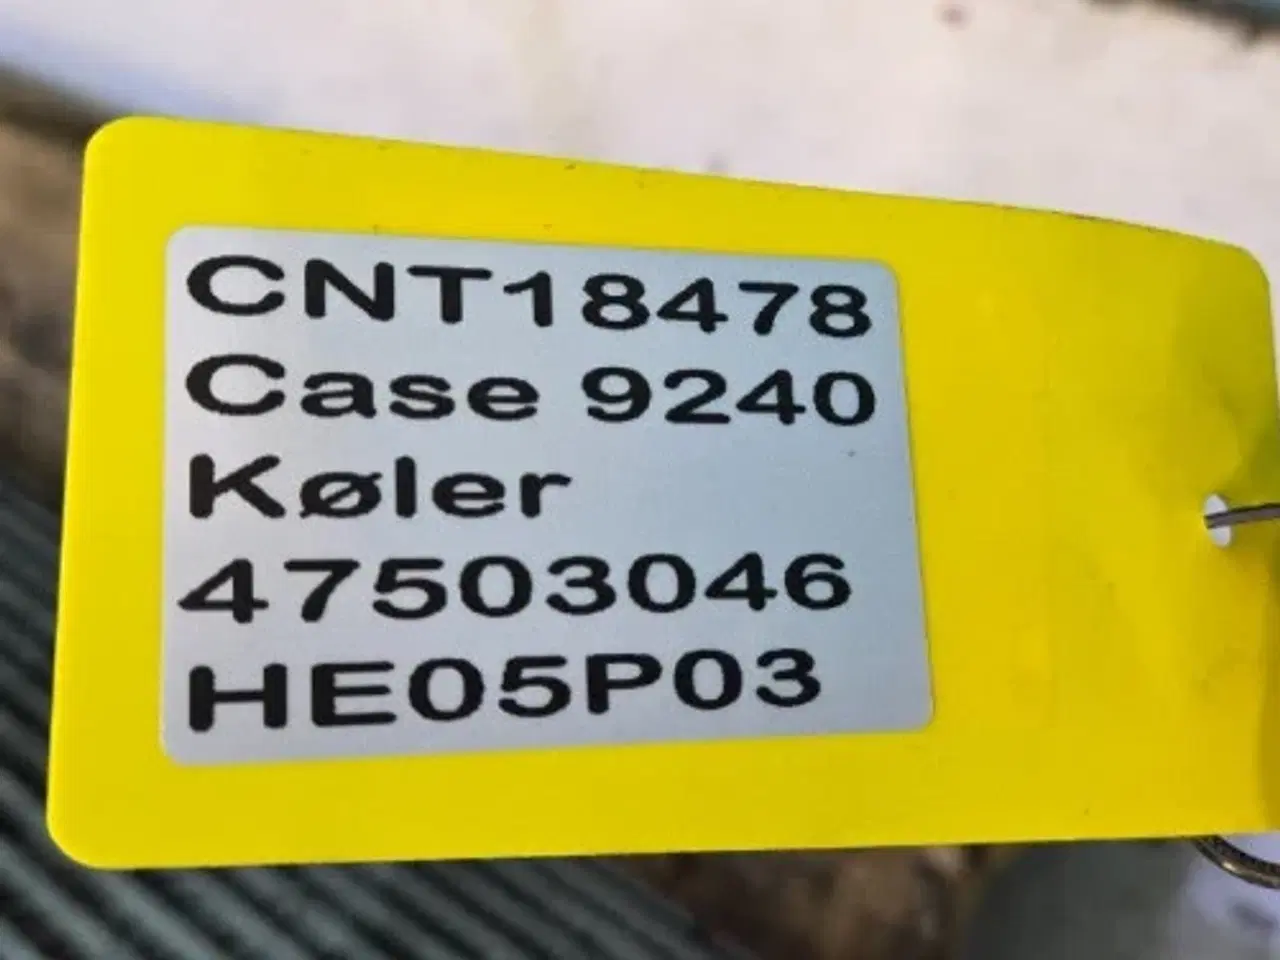 CNT18478
Case 9240
Køler
47503046
HE05P03